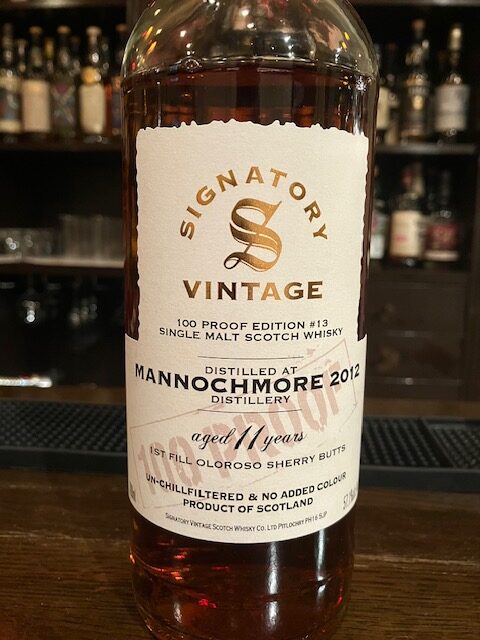 SIGNATORY
S
VINTAGE
100 PROOF EDITION #13
SINGLE MALT SCOTCH WHISKY
DISTILLED AT
MANNOCHMORE 2012
DISTILLERY
100 PROOF
aged 11 years
1ST FILL OLOROSO SHERRY BUTTS
UN-CHILLFILTERED & NO ADDED COLOUR
PRODUCT OF SCOTLAND
SIGNATORY VINTAGE SCOTCH WHISKY CO. LTD PITLOCHRY PH16 5JP